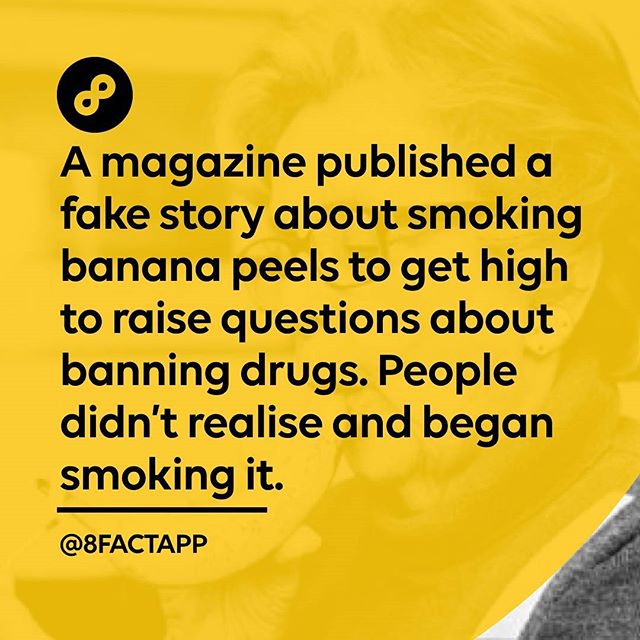 A magazine published a
fake story about smoking
banana peels to get high
to raise questions about
banning drugs. People
didn't realise and began
smoking it.
@8FACTAPP